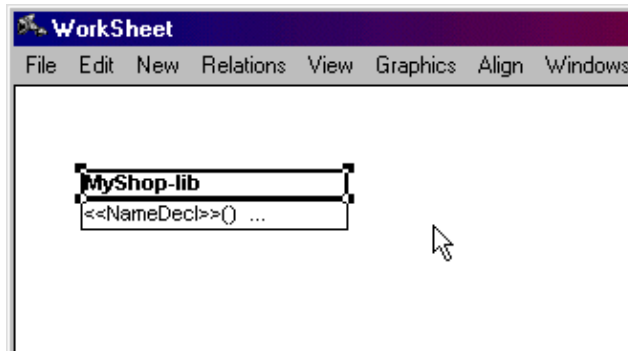 WorkSheet
File Edit New Relations View Graphics Align Windows
MyShop-lib
<<NameDecl>>() ...